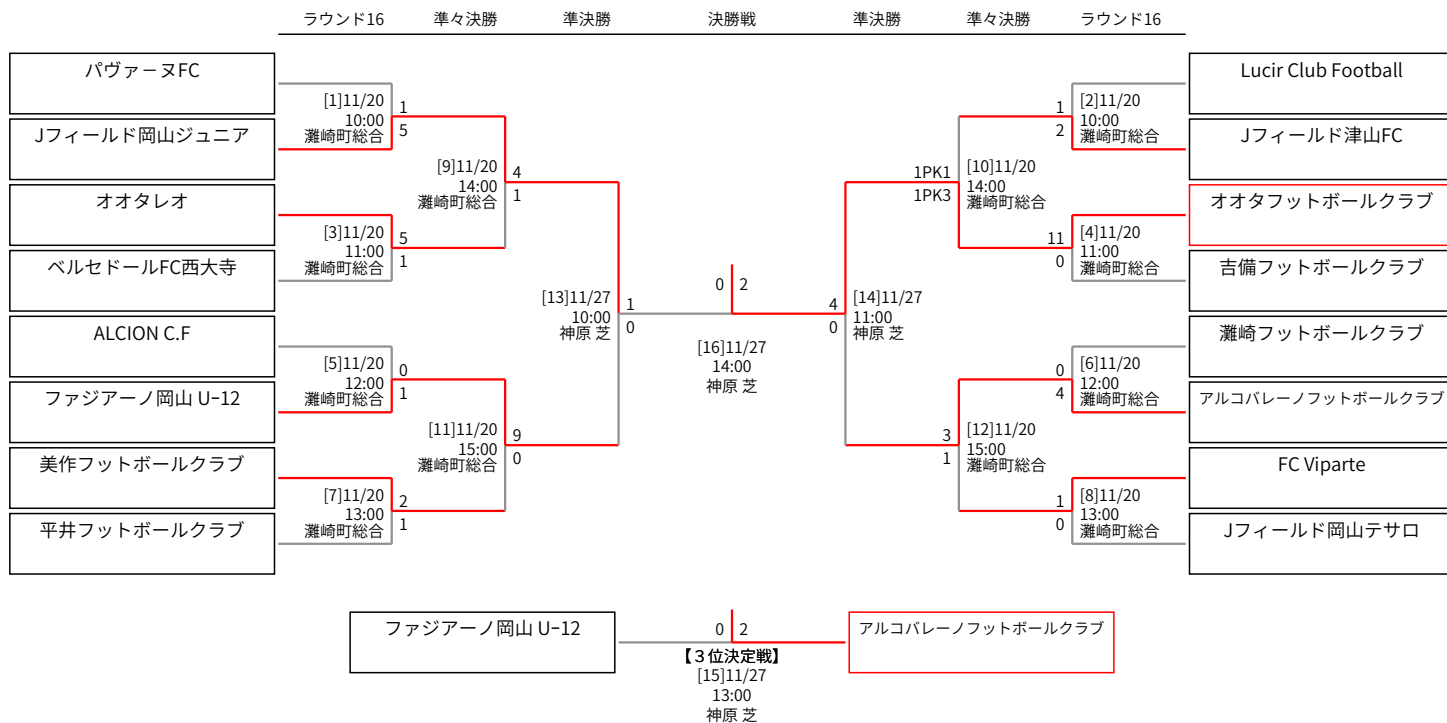 ラウンド16
準々決勝
準決勝
決勝戦
準決勝
準々決勝
ラウンド16
パヴァーヌFC
Jフィールド岡山ジュニア
オオタレオ
ベルセドールFC西大寺
ALCION C.F
ファジアーノ岡山 U-12
美作フットボールクラブ
平井フットボールクラブ
[1]11/20
10:00
灘崎町総合
1
5
[3]11/20
11:00
灘崎町総合
5
1
[5]11/20
12:00
灘崎町総合
0
1
[7]11/20
13:00
灘崎町総合
2
1
[9]11/20
14:00
灘崎町総合
4
1
[11]11/20
15:00
灘崎町総合
9
0
[13]11/27
10:00
神原 芝
1
0
0
2
[16]11/27
14:00
神原 芝
4
0
[14]11/27
11:00
神原 芝
1PK1
1PK3
[10]11/20
14:00
灘崎町総合
3
1
[12]11/20
15:00
灘崎町総合
1
2
[2]11/20
10:00
灘崎町総合
11
0
[4]11/20
11:00
灘崎町総合
0
4
[6]11/20
12:00
灘崎町総合
1
0
[8]11/20
13:00
灘崎町総合
Lucir Club Football
Jフィールド津山FC
オオタフットボールクラブ
吉備フットボールクラブ
灘崎フットボールクラブ
アルコバレーノフットボールクラブ
FC Viparte
Jフィールド岡山テサロ
ファジアーノ岡山 U-12
0
2
アルコバレーノフットボールクラブ
【３位決定戦】
[15]11/27
13:00
神原 芝